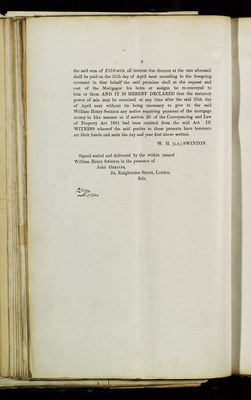 8
the said sum of £750 with all interest due thereon at the rate aforesaid
shall be paid on the 25th day of April next according to the foregoing
covenant in that behalf the said premises shall at the request and
cost of the Mortgagor his heirs or assigns be re-conveyed to
him or them AND IT IS HEREBY DECLARED that the statutory
power of sale may be exercised at any time after the said 25th day
of April next without its being necessary to give to the said
William Henry Swinton any notice requiring payment of the mortgage
money in like manner as if section 20 of the Conveyancing and Law
of Property Act 1881 had been omitted from the said Act IN
WITNESS whereof the said parties to these presents have hereunto
set their hands and seals the day and year first above written.
W. H. (L.S.) SWINTON
Signed sealed and delivered by the within named
William Henry Swinton in the presence of
John Greaves,
34, Knightrider Street, London.